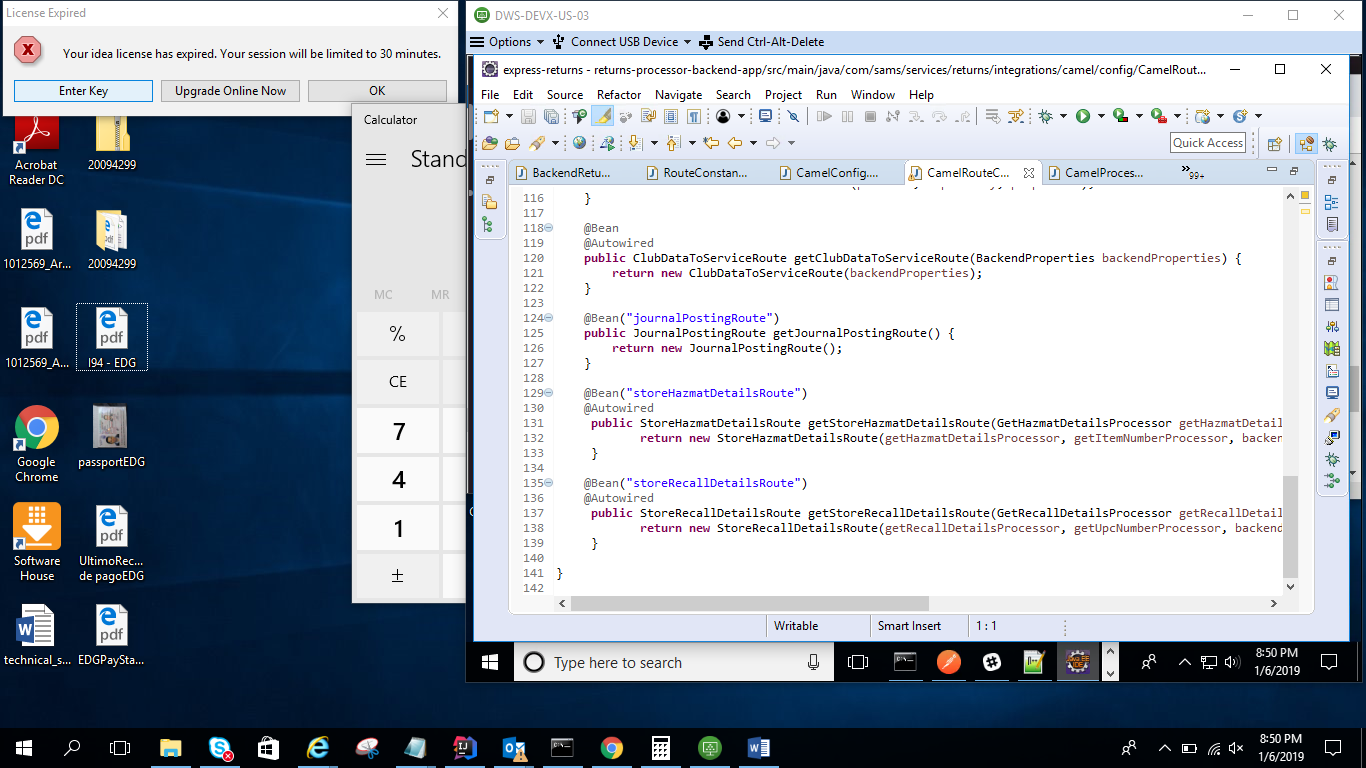 License Expired
Your idea license has expired. Your session will be limited to 30 minutes.
Enter Key
Upgrade Online Now
OK
Acrobat Reader DC
20094299
1012569_Ar...
20094299
1012569_A...
I94 - EDG
Google Chrome
passportEDG
Software House
UltimoRec... de pagoEDG
technical_s...
EDGPaySta...
Calculator
Stand
MC
MR
%
CE
7
4
1
±
DWS-DEVX-US-03
Options
Connect USB Device
Send Ctrl-Alt-Delete
express-returns - returns-processor-backend-app/src/main/java/com/sams/services/returns/integrations/camel/config/CamelRout...
File Edit Source Refactor Navigate Search Project Run Window Help
Quick Access
BackendRetu...
RouteConstan...
CamelConfig....
CamelRouteC...
CamelProces...
99+
116 }
117
118 @Bean
119 @Autowired
120 public ClubDataToServiceRoute getClubDataToServiceRoute(BackendProperties backendProperties) {
121 return new ClubDataToServiceRoute(backendProperties);
122 }
123
124 @Bean("journalPostingRoute")
125 public JournalPostingRoute getJournalPostingRoute() {
126 return new JournalPostingRoute();
127 }
128
129 @Bean("storeHazmatDetailsRoute")
130 @Autowired
131 public StoreHazmatDetailsRoute getStoreHazmatDetailsRoute(GetHazmatDetailsProcessor getHazmatDetail
132 return new StoreHazmatDetailsRoute(getHazmatDetailsProcessor, getItemNumberProcessor, backen
133 }
134
135 @Bean("storeRecallDetailsRoute")
136 @Autowired
137 public StoreRecallDetailsRoute getStoreRecallDetailsRoute(GetRecallDetailsProcessor getRecallDetail
138 return new StoreRecallDetailsRoute(getRecallDetailsProcessor, getUpcNumberProcessor, backend
139 }
140
141 }
142
Writable
Smart Insert
1 : 1
Type here to search
8:50 PM
1/6/2019
8:50 PM
1/6/2019